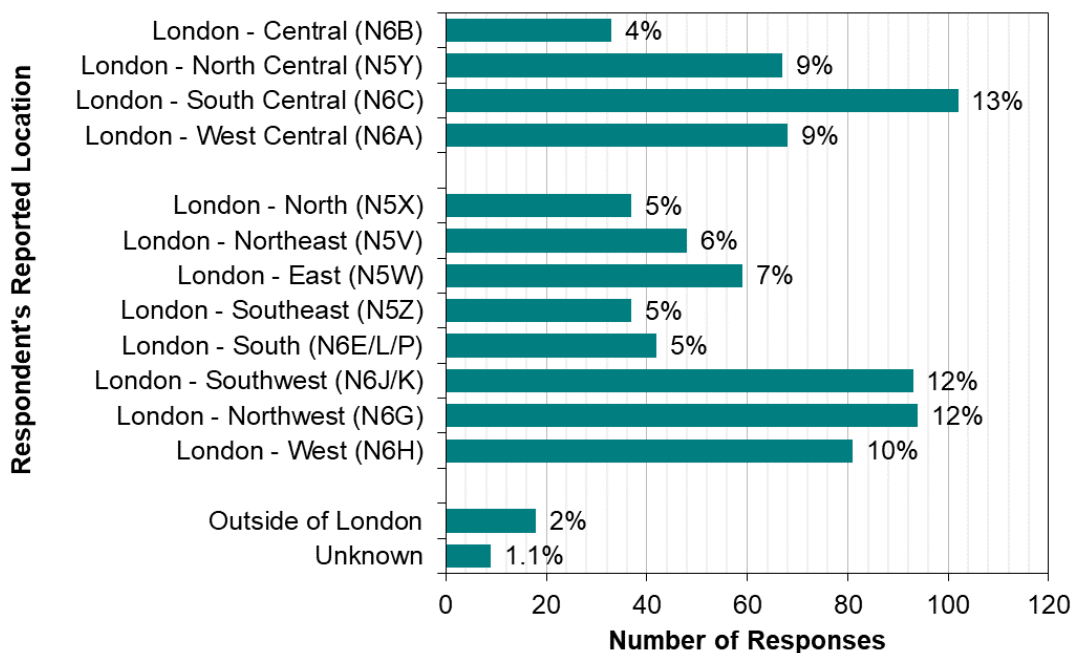 London - Central (N6B) 4%
London - North Central (N5Y) 9%
London - South Central (N6C) 13%
London - West Central (N6A) 9%
London - North (N5X) 5%
London - Northeast (N5V) 6%
London - East (N5W) 7%
London - Southeast (N5Z) 5%
London - South (N6E/L/P) 5%
London - Southwest (N6J/K) 12%
London - Northwest (N6G) 12%
London - West (N6H) 10%
Outside of London 2%
Unknown 1.1%
0 20 40 60 80 100 120
Number of Responses
Respondent's Reported Location